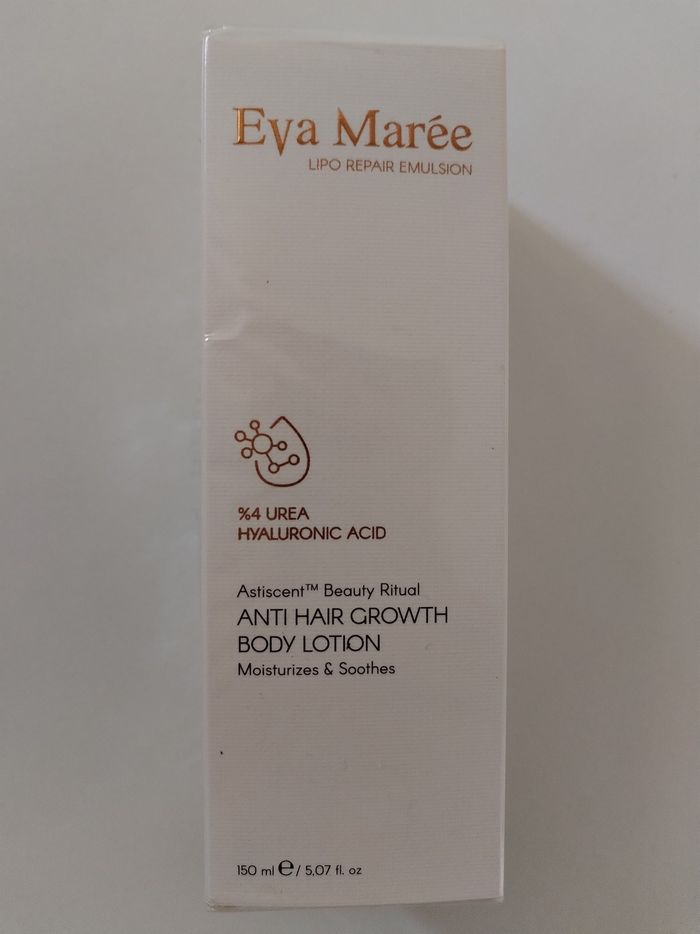 Eva Marée
LIPO REPAIR EMULSION
%4 UREA
HYALURONIC ACID
Astiscent™ Beauty Ritual
ANTI HAIR GROWTH
BODY LOTION
Moisturizes & Soothes
150 ml ℮ / 5,07 fl. oz